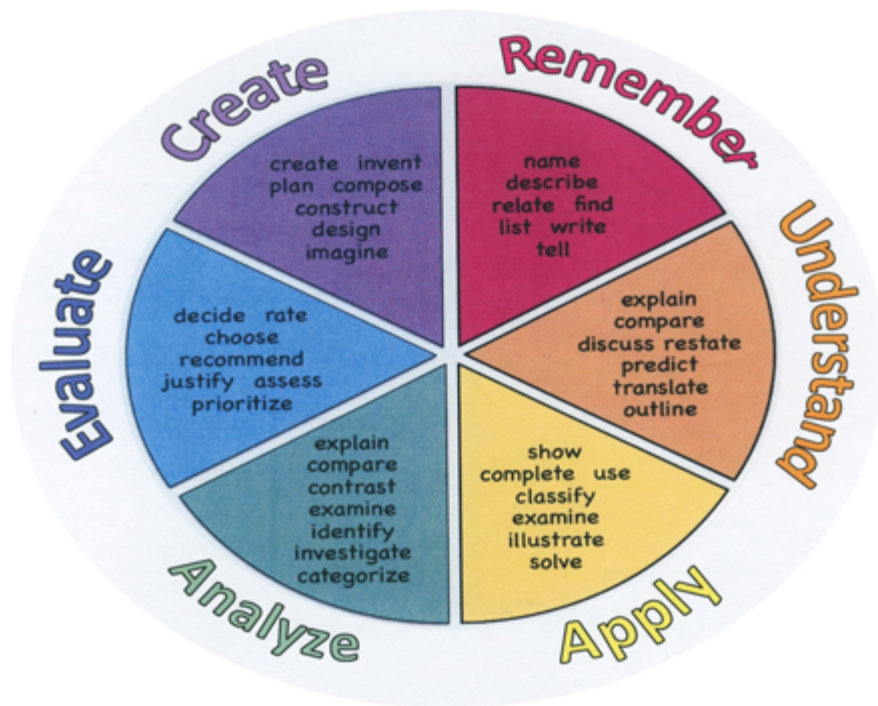 Remember
name
describe
relate find
list write
tell
Understand
explain
compare
discuss restate
predict
translate
outline
Apply
show
complete use
classify
examine
illustrate
solve
Analyze
explain
compare
contrast
examine
identify
investigate
categorize
Evaluate
decide rate
choose
recommend
justify assess
prioritize
Create
create invent
plan compose
construct
design
imagine